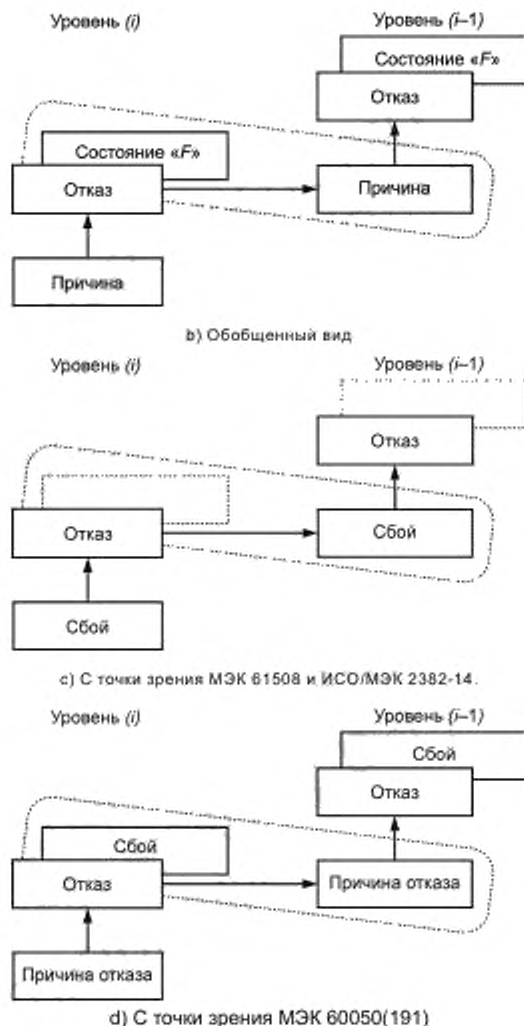 Уровень (i)
Уровень (i–1)
Состояние «F»
Отказ
Состояние «F»
Отказ
Причина
Причина
b) Обобщенный вид
Уровень (i)
Уровень (i–1)
Отказ
Отказ
Сбой
Сбой
c) С точки зрения МЭК 61508 и ИСО/МЭК 2382-14.
Уровень (i)
Уровень (i–1)
Сбой
Отказ
Сбой
Отказ
Причина отказа
Причина отказа
d) С точки зрения МЭК 60050(191)